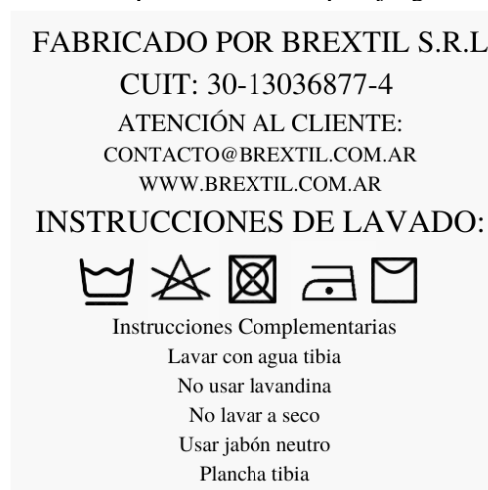 FABRICADO POR BREXTIL S.R.L
CUIT: 30-13036877-4
ATENCIÓN AL CLIENTE:
CONTACTO@BREXTIL.COM.AR
WWW.BREXTIL.COM.AR
INSTRUCCIONES DE LAVADO:
Instrucciones Complementarias
Lavar con agua tibia
No usar lavandina
No lavar a seco
Usar jabón neutro
Plancha tibia